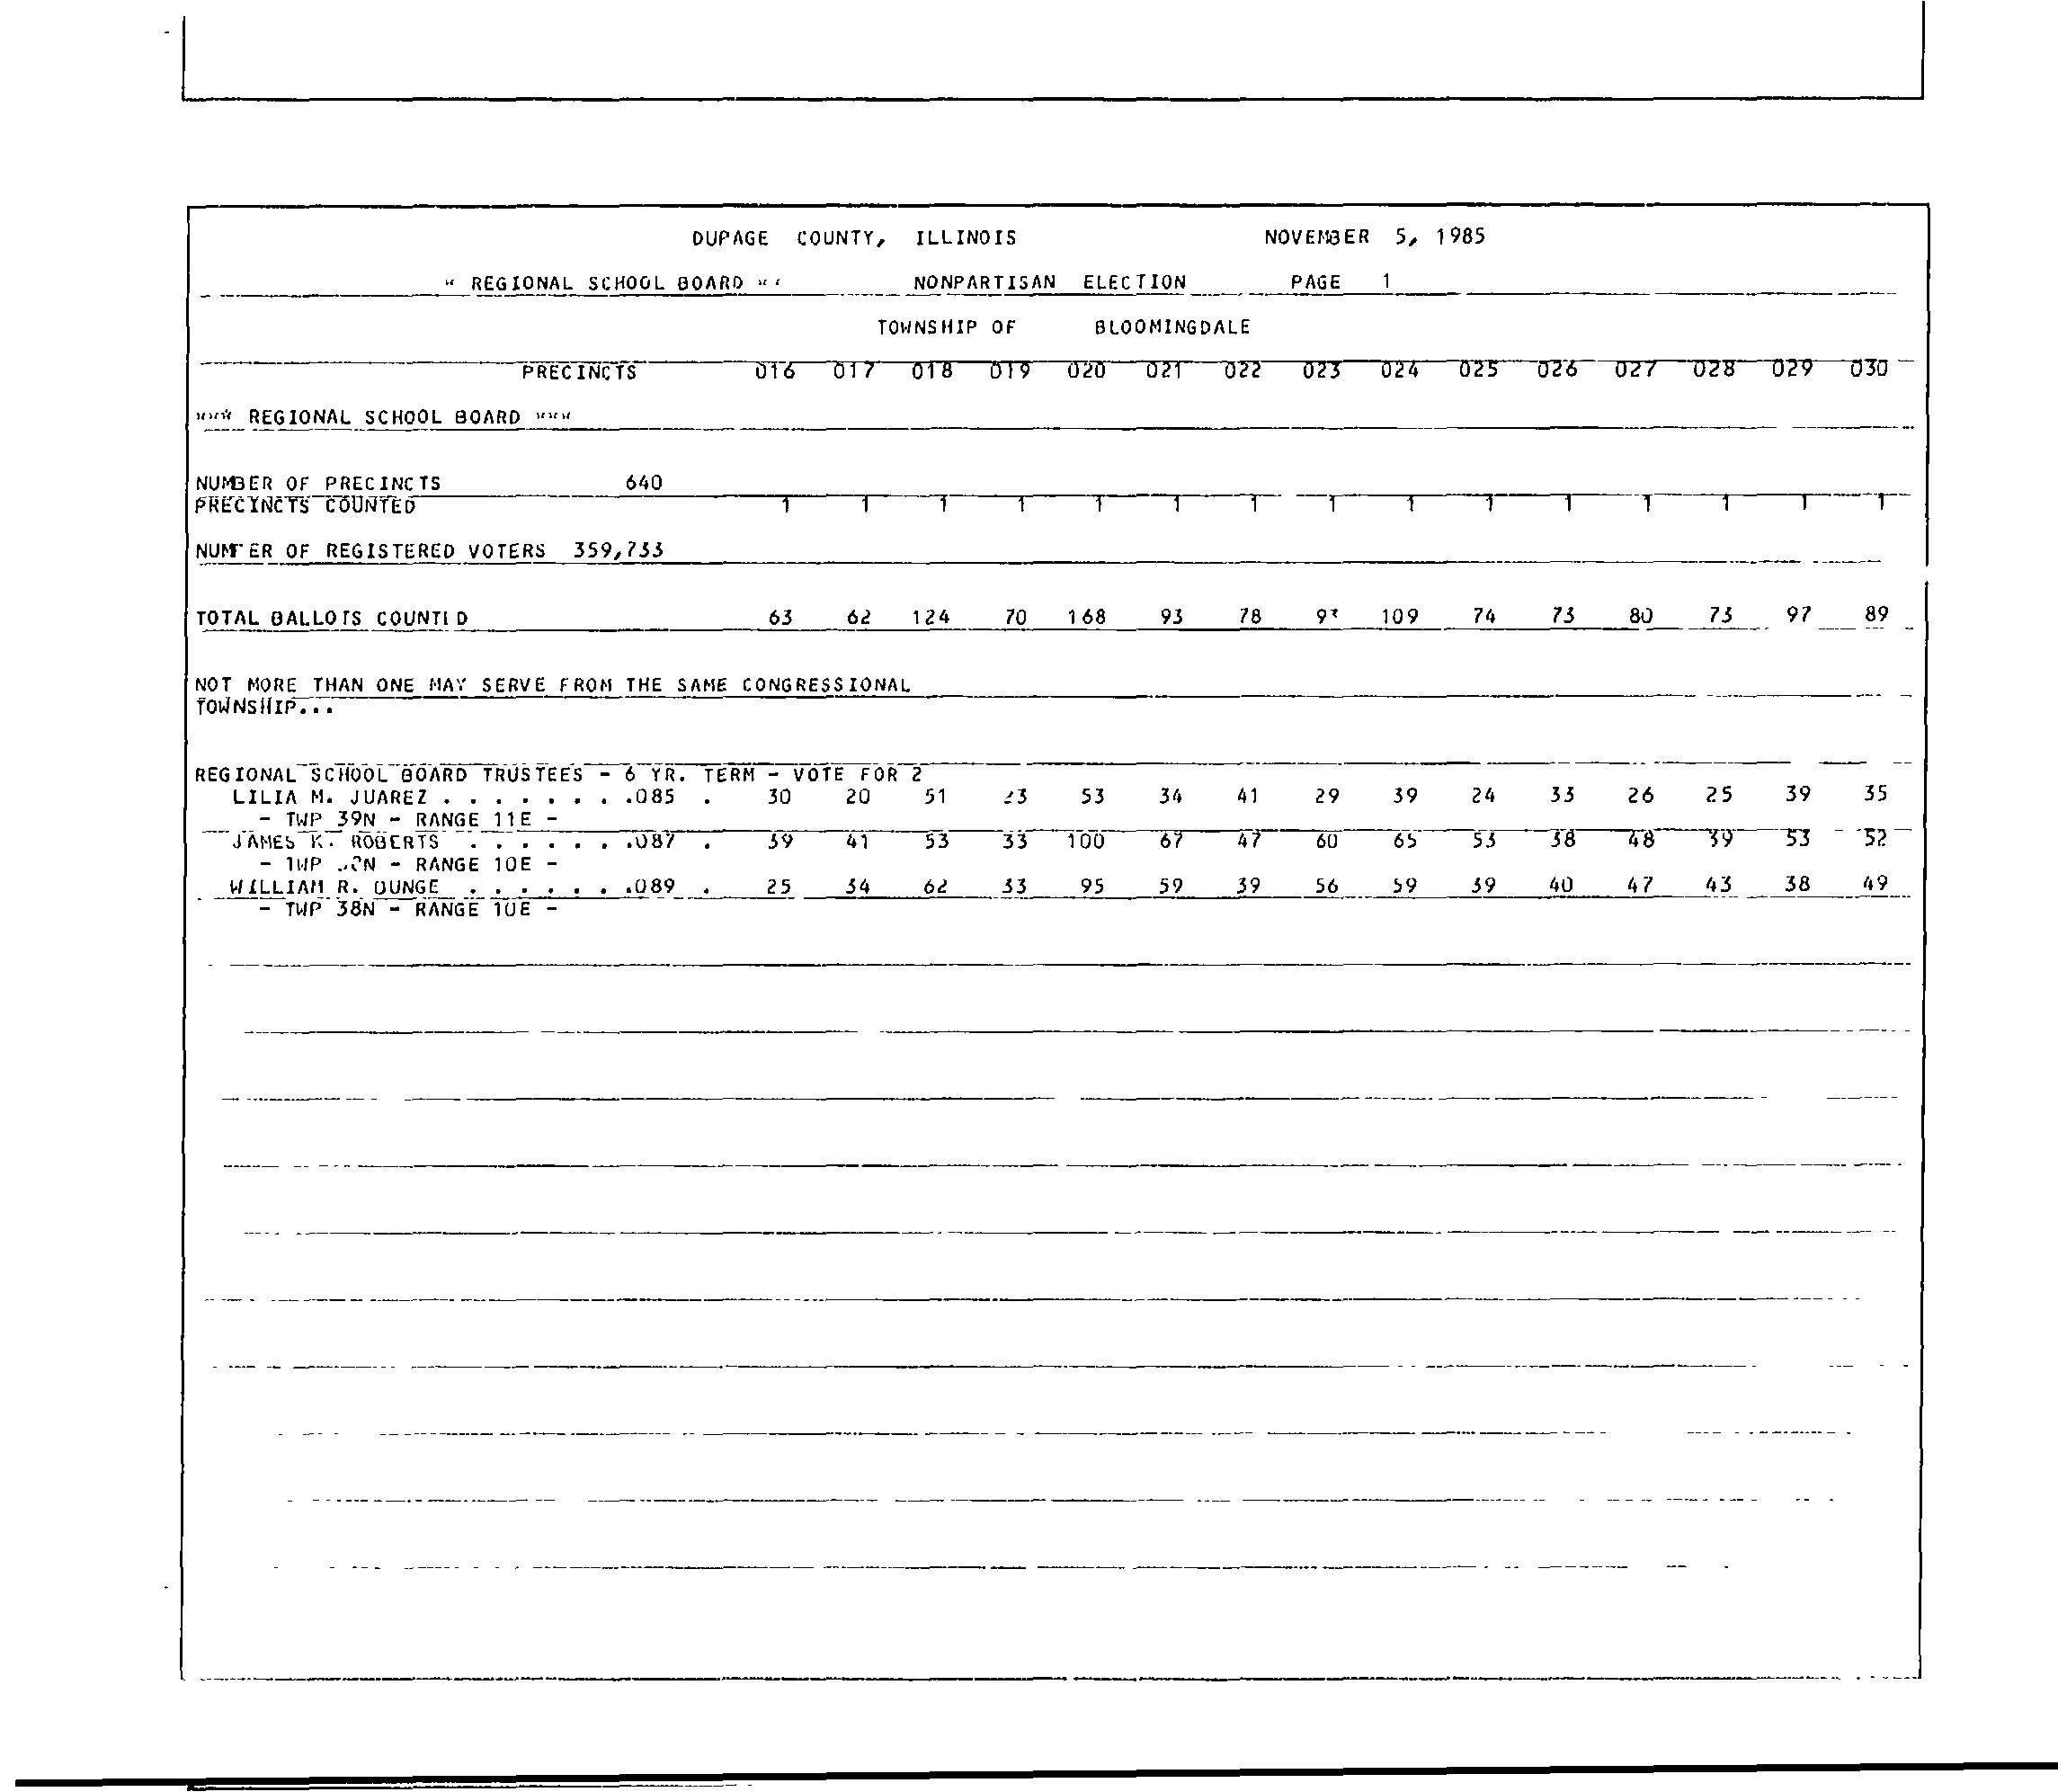 DUPAGE COUNTY, ILLINOIS NOVEMBER 5, 1985
* REGIONAL SCHOOL BOARD ** NONPARTISAN ELECTION PAGE 1
TOWNSHIP OF BLOOMINGDALE
PRECINCTS 016 017 018 019 020 021 022 023 024 025 026 027 028 029 030
*** REGIONAL SCHOOL BOARD ***
NUMBER OF PRECINCTS 640
PRECINCTS COUNTED 1 1 1 1 1 1 1 1 1 1 1 1 1 1 1
NUMBER OF REGISTERED VOTERS 359,733
TOTAL BALLOTS COUNTED 63 62 124 70 168 93 78 109 74 73 80 73 97 89
NOT MORE THAN ONE MAY SERVE FROM THE SAME CONGRESSIONAL
TOWNSHIP...
REGIONAL SCHOOL BOARD TRUSTEES - 6 YR. TERM - VOTE FOR 2
LILIA M. JUAREZ . . . . . . . .085 . 30 20 51 23 53 34 41 29 39 24 33 26 25 39 35
- TWP 39N - RANGE 11E -
JAMES K. ROBERTS . . . . . . .087 . 39 41 53 33 100 67 47 60 65 53 38 48 39 53 52
- TWP - RANGE 10E -
WILLIAM R. BUNGE . . . . . . .089 . 25 34 62 33 95 59 39 56 59 39 40 47 43 38 49
- TWP 38N - RANGE 10E -